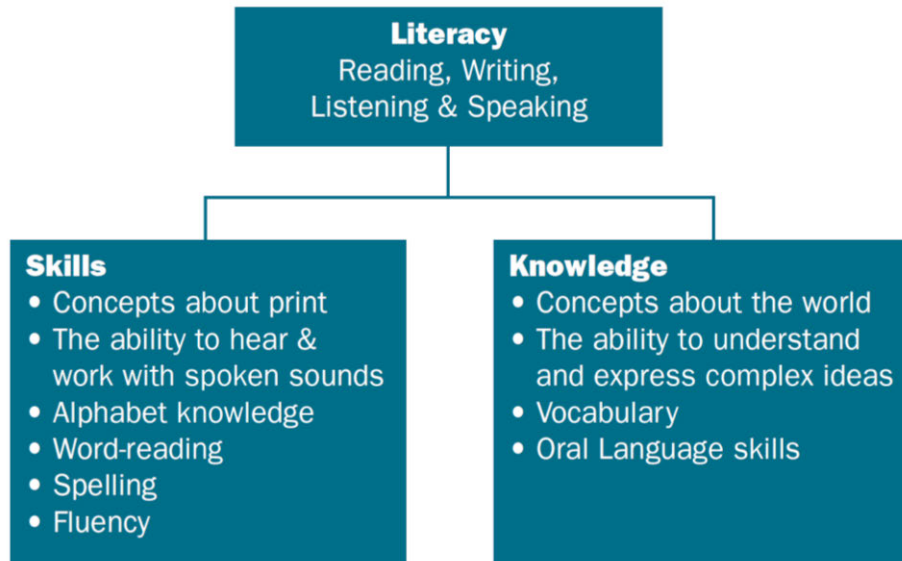 Literacy
Reading, Writing,
Listening & Speaking
Skills
• Concepts about print
• The ability to hear &
work with spoken sounds
• Alphabet knowledge
• Word-reading
• Spelling
• Fluency
Knowledge
• Concepts about the world
• The ability to understand
and express complex ideas
• Vocabulary
• Oral Language skills